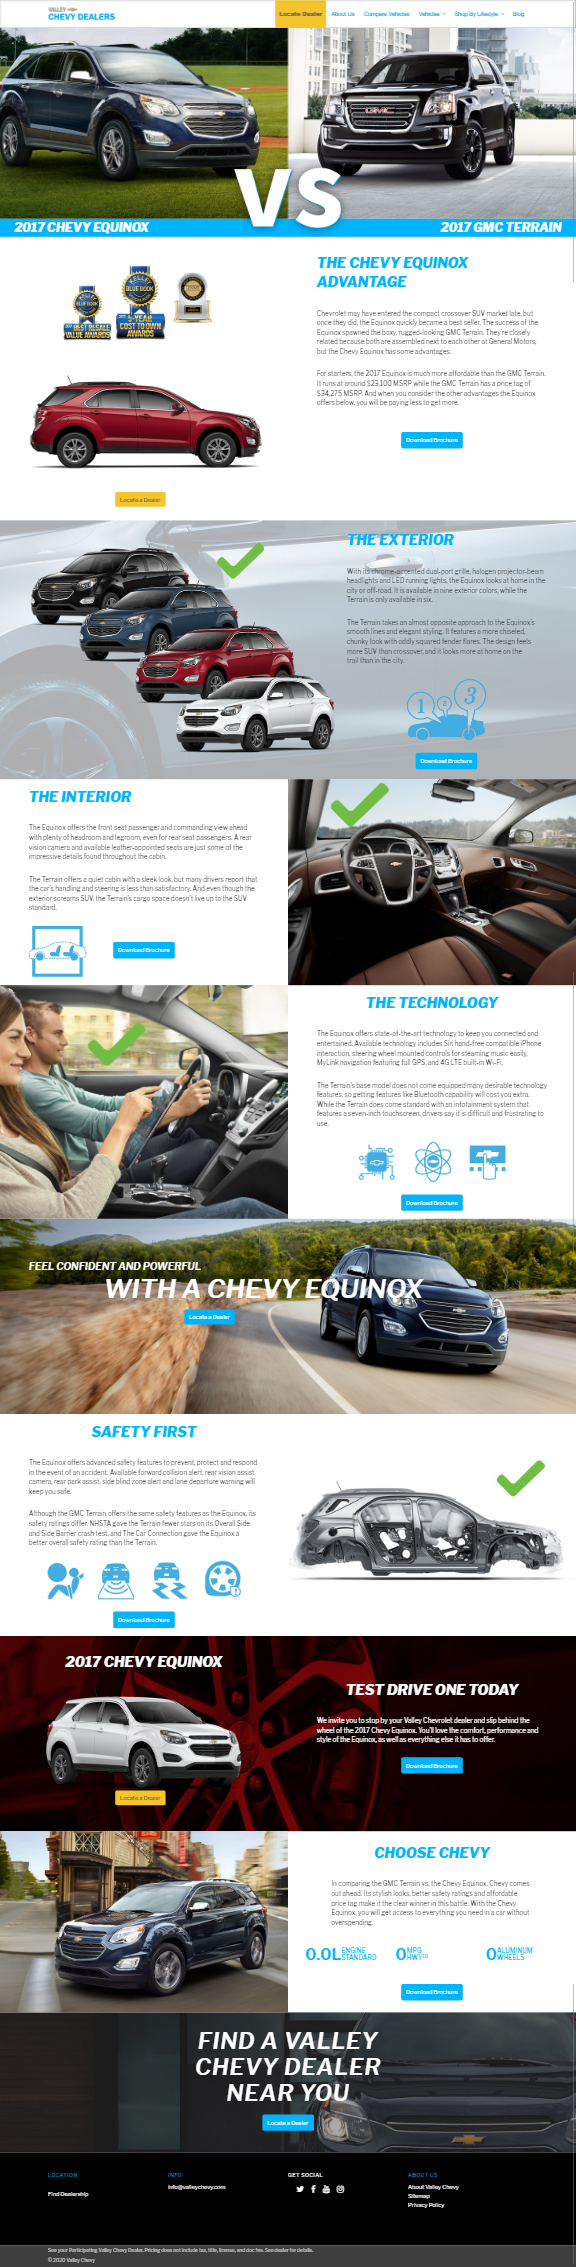 VALLEY
CHEVY DEALERS
Locate Dealer
About Us
Compare Vehicles
Vehicles
Shop By Lifestyle
Blog
GMC
VS
2017 CHEVY EQUINOX
2017 GMC TERRAIN
KELLEY
BLUE BOOK
5-YEAR
COST TO OWN
AWARDS
BLUE BOOK
VALUE AWARDS
THE CHEVY EQUINOX
ADVANTAGE
Chevrolet may have entered the compact crossover SUV market late, but
once they did, the Equinox quickly became a best seller. The success of the
Equinox spawned the boxy, rugged-looking GMC Terrain. They're closely
related because both are assembled next to each other at General Motors,
but the Chevy Equinox has some advantages.
For starters, the 2017 Equinox is much more affordable than the GMC Terrain.
It runs at around $23,100 MSRP while the GMC Terrain has a price tag of
$34,275 MSRP. And when you consider the other advantages the Equinox
offers below, you will be paying less to get more.
Download Brochure
Locate a Dealer
THE EXTERIOR
With its chrome-accented dual-port grille, halogen projector-beam
headlights and LED running lights, the Equinox looks at home in the
city or off-road. It is available in nine exterior colors, while the
Terrain is only available in six.
The Terrain takes an almost opposite approach to the Equinox's
smooth lines and elegant styling. It features a more chiseled,
chunky look with oddly squared fender flares. The design feels
more SUV than crossover, and it looks more at home on the
trail than in the city.
1 2 3
Download Brochure
THE INTERIOR
The Equinox offers the front seat passenger and commanding view ahead
with plenty of headroom and legroom, even for rear seat passengers. A rear
vision camera and available leather-appointed seats are just some of the
impressive details found throughout the cabin.
The Terrain offers a quiet cabin with a sleek look, but many drivers report that
the car's handling and steering is less than satisfactory. And even though the
exterior screams SUV, the Terrain's cargo space doesn't live up to the SUV
standard.
Download Brochure
THE TECHNOLOGY
The Equinox offers state-of-the-art technology to keep you connected and
entertained. Available technology includes Siri hand-free compatible iPhone
interaction, steering wheel mounted controls for steaming music easily,
MyLink navigation featuring full GPS, and 4G LTE built-in Wi-Fi.
The Terrain's base model does not come equipped many desirable technology
features, so getting features like Bluetooth capability will cost you extra.
While the Terrain does come standard with an infotainment system that
features a seven-inch touchscreen, drivers say it is difficult and frustrating to
use.
Download Brochure
FEEL CONFIDENT AND POWERFUL
WITH A CHEVY EQUINOX
Locate a Dealer
SAFETY FIRST
The Equinox offers advanced safety features to prevent, protect and respond
in the event of an accident. Available forward collision alert, rear vision assist
camera, rear park assist, side blind zone alert and lane departure warning will
keep you safe.
Although the GMC Terrain offers the same safety features as the Equinox, its
safety ratings differ. NHSTA gave the Terrain fewer stars on its Overall Side
and Side Barrier crash test, and The Car Connection gave the Equinox a
better overall safety rating than the Terrain.
Download Brochure
2017 CHEVY EQUINOX
Locate a Dealer
TEST DRIVE ONE TODAY
We invite you to stop by your Valley Chevrolet dealer and slip behind the
wheel of the 2017 Chevy Equinox. You'll love the comfort, performance and
style of the Equinox, as well as everything else it has to offer.
Download Brochure
CHOOSE CHEVY
In comparing the GMC Terrain vs. the Chevy Equinox, Chevy comes
out ahead. Its stylish looks, better safety ratings and affordable
price tag make it the clear winner in this battle. With the Chevy
Equinox, you will get access to everything you need in a car without
overspending.
0.0L ENGINE STANDARD
0 MPG HWY
0 ALUMINUM WHEELS
Download Brochure
FIND A VALLEY
CHEVY DEALER
NEAR YOU
Locate a Dealer
LOCATION
Find Dealership
INFO
info@valleychevy.com
GET SOCIAL
ABOUT US
About Valley Chevy
Sitemap
Privacy Policy
See your Participating Valley Chevy Dealer. Pricing does not include tax, title, license, and doc fee. See dealer for details.
© 2020 Valley Chevy